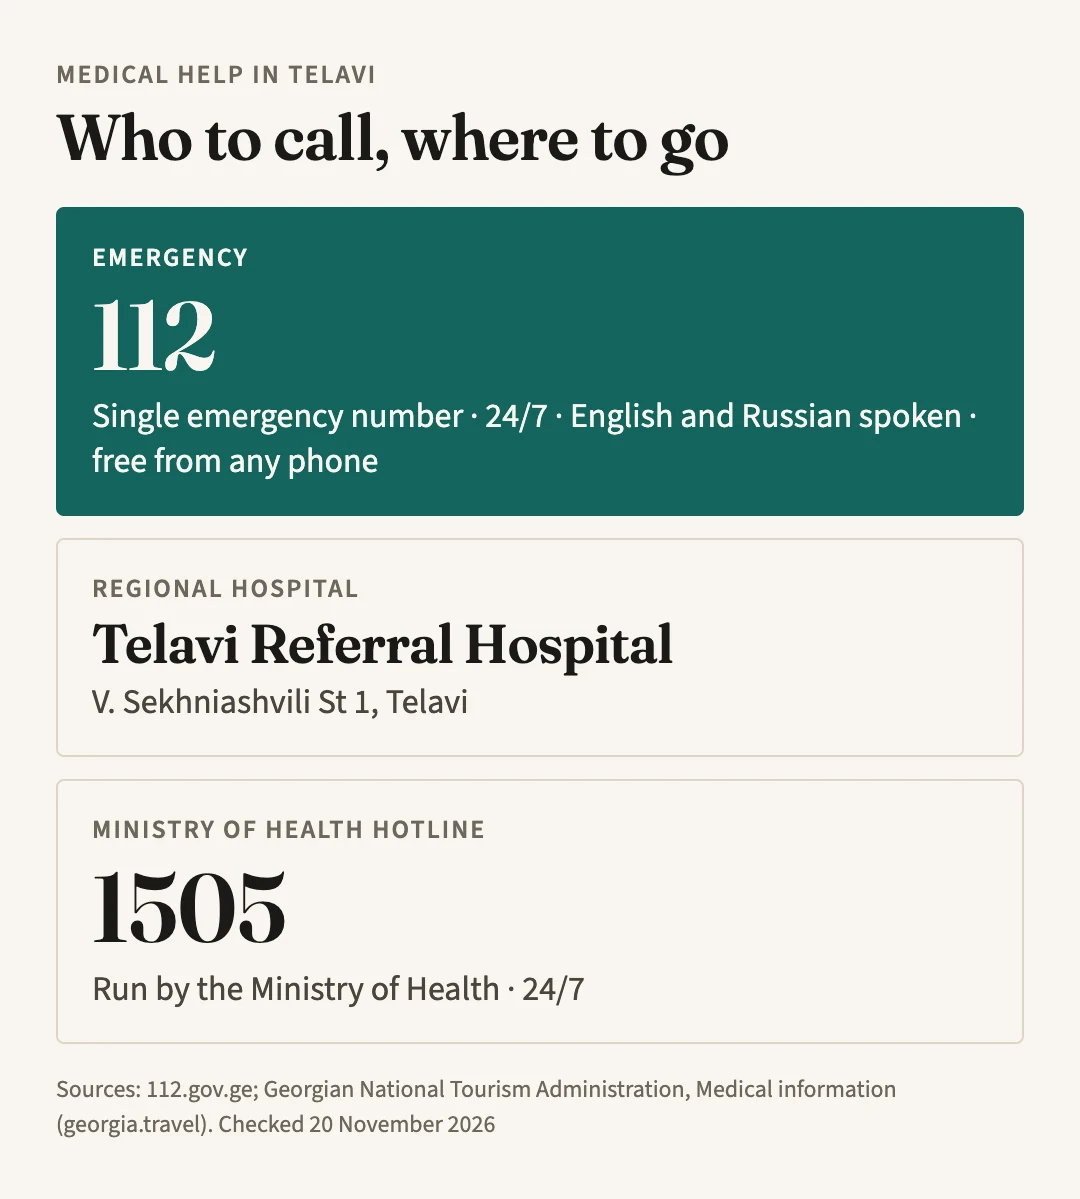 MEDICAL HELP IN TELAVI
Who to call, where to go
EMERGENCY
112
Single emergency number · 24/7 · English and Russian spoken ·
free from any phone
REGIONAL HOSPITAL
Telavi Referral Hospital
V. Sekhniashvili St 1, Telavi
MINISTRY OF HEALTH HOTLINE
1505
Run by the Ministry of Health · 24/7
Sources: 112.gov.ge; Georgian National Tourism Administration, Medical information
(georgia.travel). Checked 20 November 2026